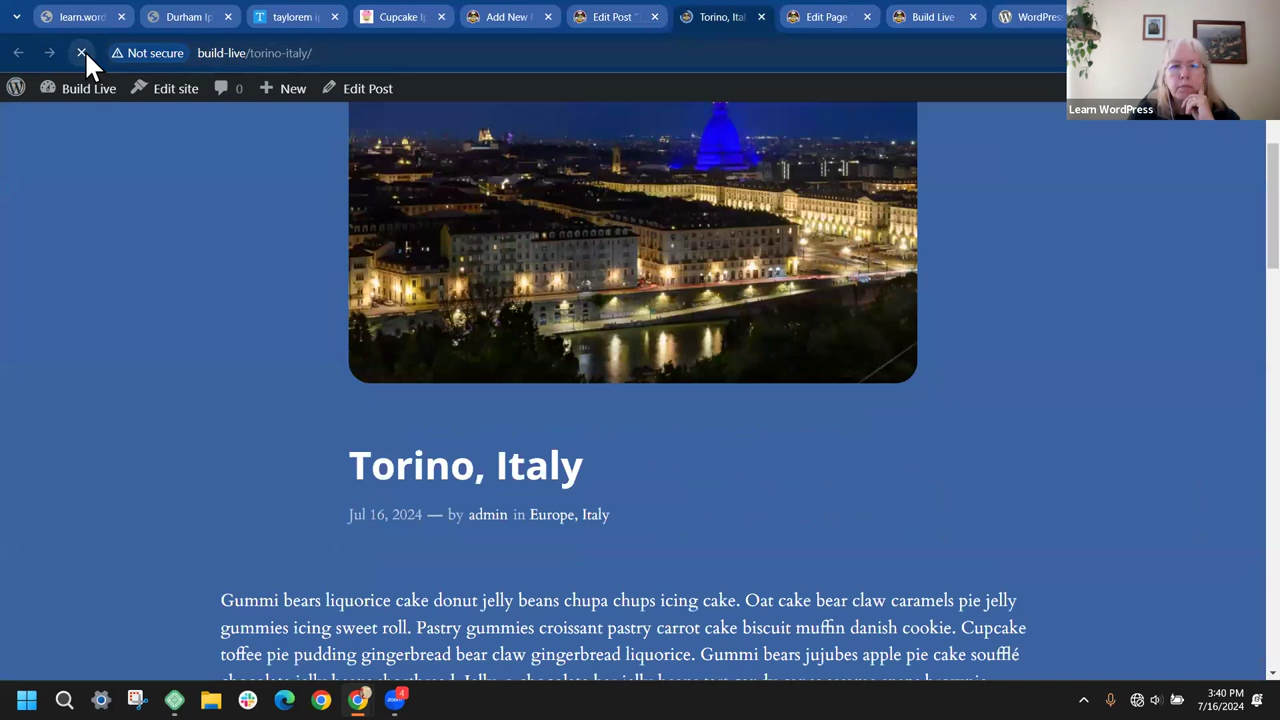 learn.word
Durham Ip
taylorem i
Cupcake Ip
Add New
Edit Post "
Torino, Ital
Edit Page
Build Live
WordPres
Not secure
build-live/torino-italy/
Build Live
Edit site
0
New
Edit Post
Learn WordPress
Torino, Italy
Jul 16, 2024 — by admin in Europe, Italy
Gummi bears liquorice cake donut jelly beans chupa chups icing cake. Oat cake bear claw caramels pie jelly
gummies icing sweet roll. Pastry gummies croissant pastry carrot cake biscuit muffin danish cookie. Cupcake
toffee pie pudding gingerbread bear claw gingerbread liquorice. Gummi bears jujubes apple pie cake soufflé
4
3:40 PM
7/16/2024